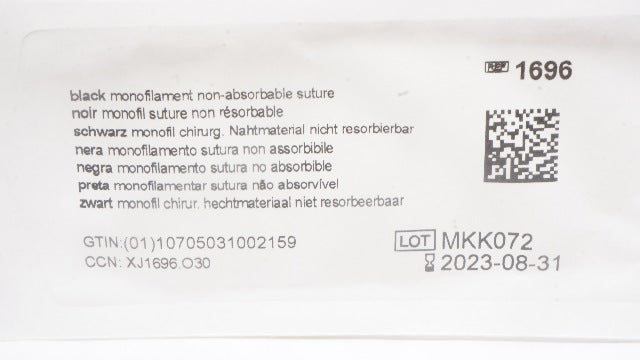 REF 1696
black monofilament non-absorbable suture
noir monofil suture non résorbable
schwarz monofil chirurg. Nahtmaterial nicht resorbierbar
nera monofilamento sutura non assorbibile
negra monofilamento sutura no absorbible
preta monofilamentar sutura não absorvível
zwart monofil chirur. hechtmateriaal niet resorbeerbaar
GTIN:(01)10705031002159
CCN: XJ1696.O30
LOT MKK072
2023-08-31